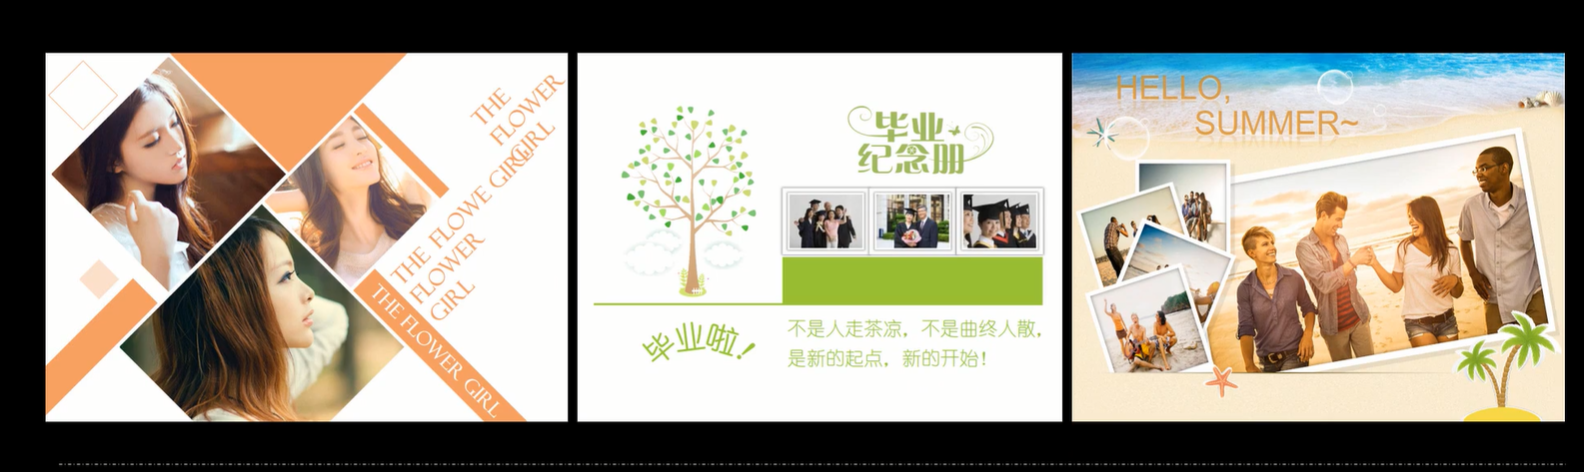 THE
FLOWER
GIRL
THE FLOWE GIRL
FLOWER
GIRL
THE FLOWER GIRL
毕业
纪念册
毕业啦!
不是人走茶凉，不是曲终人散，
是新的起点，新的开始！
HELLO,
SUMMER~